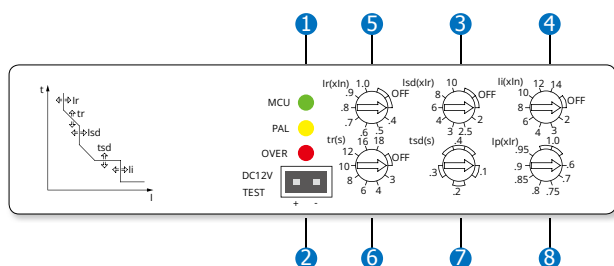 1 5 3 4
t
Ir
tr
Isd
tsd
Ii
I
MCU
PAL
OVER
DC12V
TEST
+ -
Ir(xIn) 1.0 OFF .4 .5 .6 .7 .8 .9
Isd(xIr) 10 OFF 2 2.5 3 4 6 8
Ii(xIn) 12 14 OFF 2 3 4 6 8 10
tr(s) 16 18 OFF 3 4 6 8 10 12
tsd(s) .4 .1 .2 .3
Ip(xIr) 1.0 .6 .7 .75 .8 .85 .9 .95
2 6 7 8